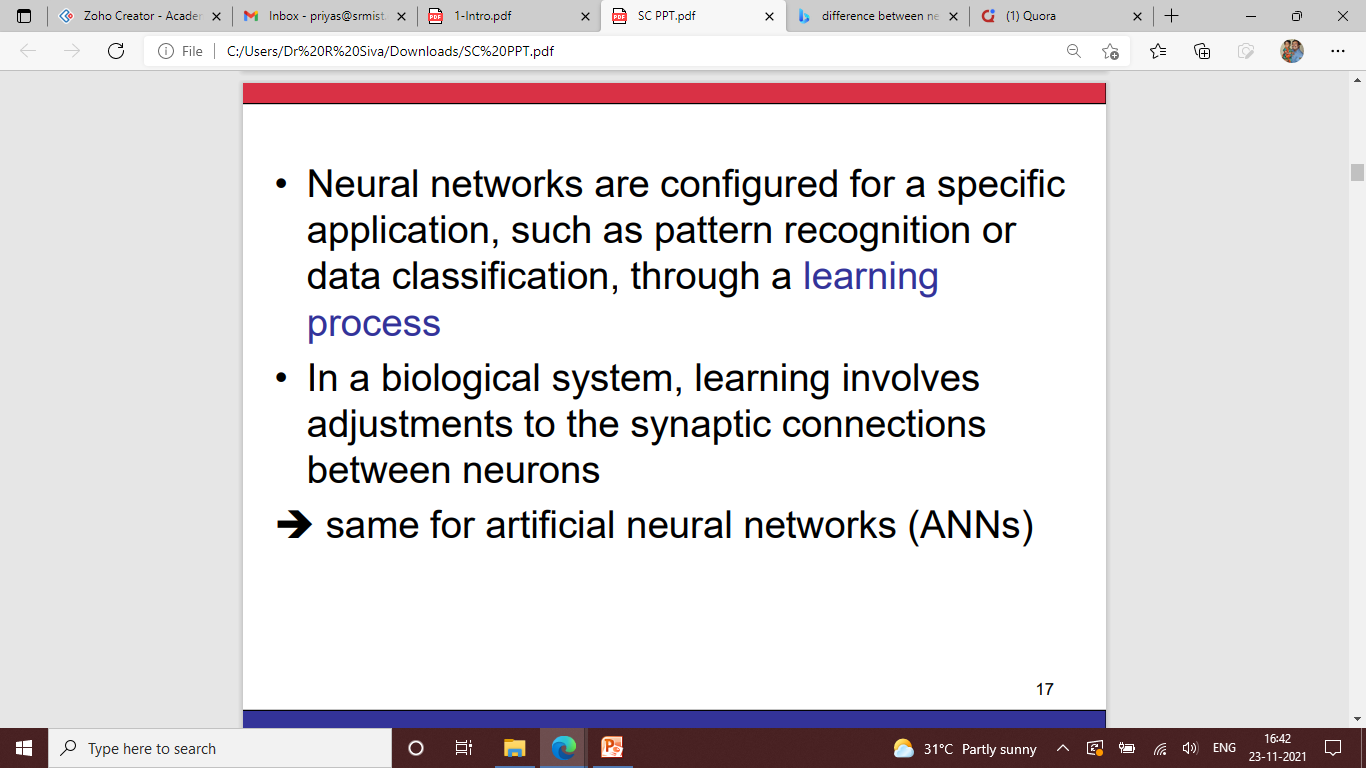 Zoho Creator - Acader
Inbox - priyas@srmist.
1-Intro.pdf
SC PPT.pdf
difference between ne
(1) Quora
File
C:/Users/Dr%20R%20Siva/Downloads/SC%20PPT.pdf
• Neural networks are configured for a specific
application, such as pattern recognition or
data classification, through a learning
process
• In a biological system, learning involves
adjustments to the synaptic connections
between neurons
➔ same for artificial neural networks (ANNs)
17
Type here to search
31°C Partly sunny
ENG
16:42
23-11-2021